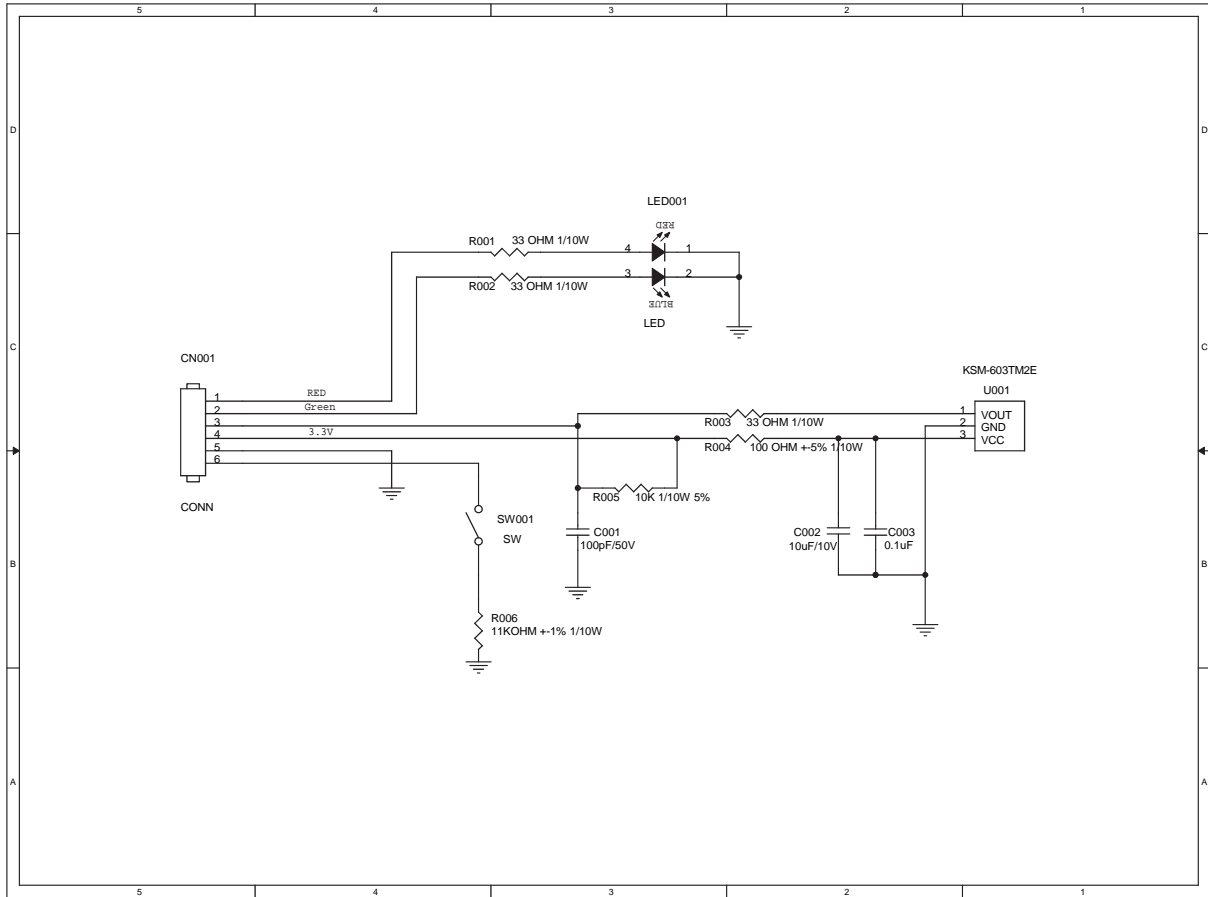 5 4 3 2 1
D D
LED001
RED
R001 33 OHM 1/10W 4 1
R002 33 OHM 1/10W 3 2
BLUE
LED
C C
CN001
KSM-603TM2E
U001
1 RED
2 Green
3
4 3.3V
5
6
R003 33 OHM 1/10W 1 VOUT
2 GND
R004 100 OHM +-5% 1/10W 3 VCC
R005 10K 1/10W 5%
CONN
SW001
SW
C001
100pF/50V
C002
10uF/10V
C003
0.1uF
B B
R006
11KOHM +-1% 1/10W
A A
5 4 3 2 1